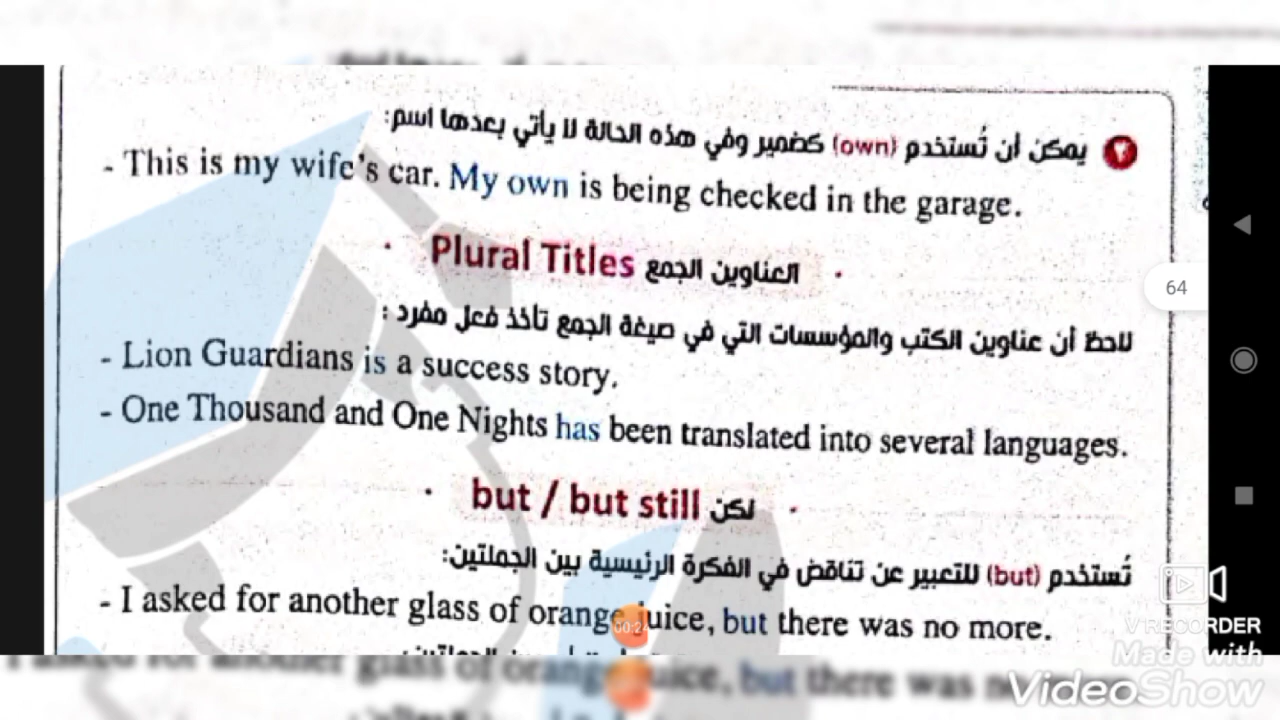 ٢ يمكن أن تُستخدم (own) كضمير وفي هذه الحالة لا يأتي بعدها اسم:
- This is my wife's car. My own is being checked in the garage.
Plural Titles العناوين الجمع
64
لاحظ أن عناوين الكتب والمؤسسات التي في صيغة الجمع تأخذ فعل مفرد :
- Lion Guardians is a success story.
- One Thousand and One Nights has been translated into several languages.
but / but still لكن
تُستخدم (but) للتعبير عن تناقض في الفكرة الرئيسية بين الجملتين:
- I asked for another glass of orange juice, but there was no more.
00:24
V RECORDER
Made with
VideoShow